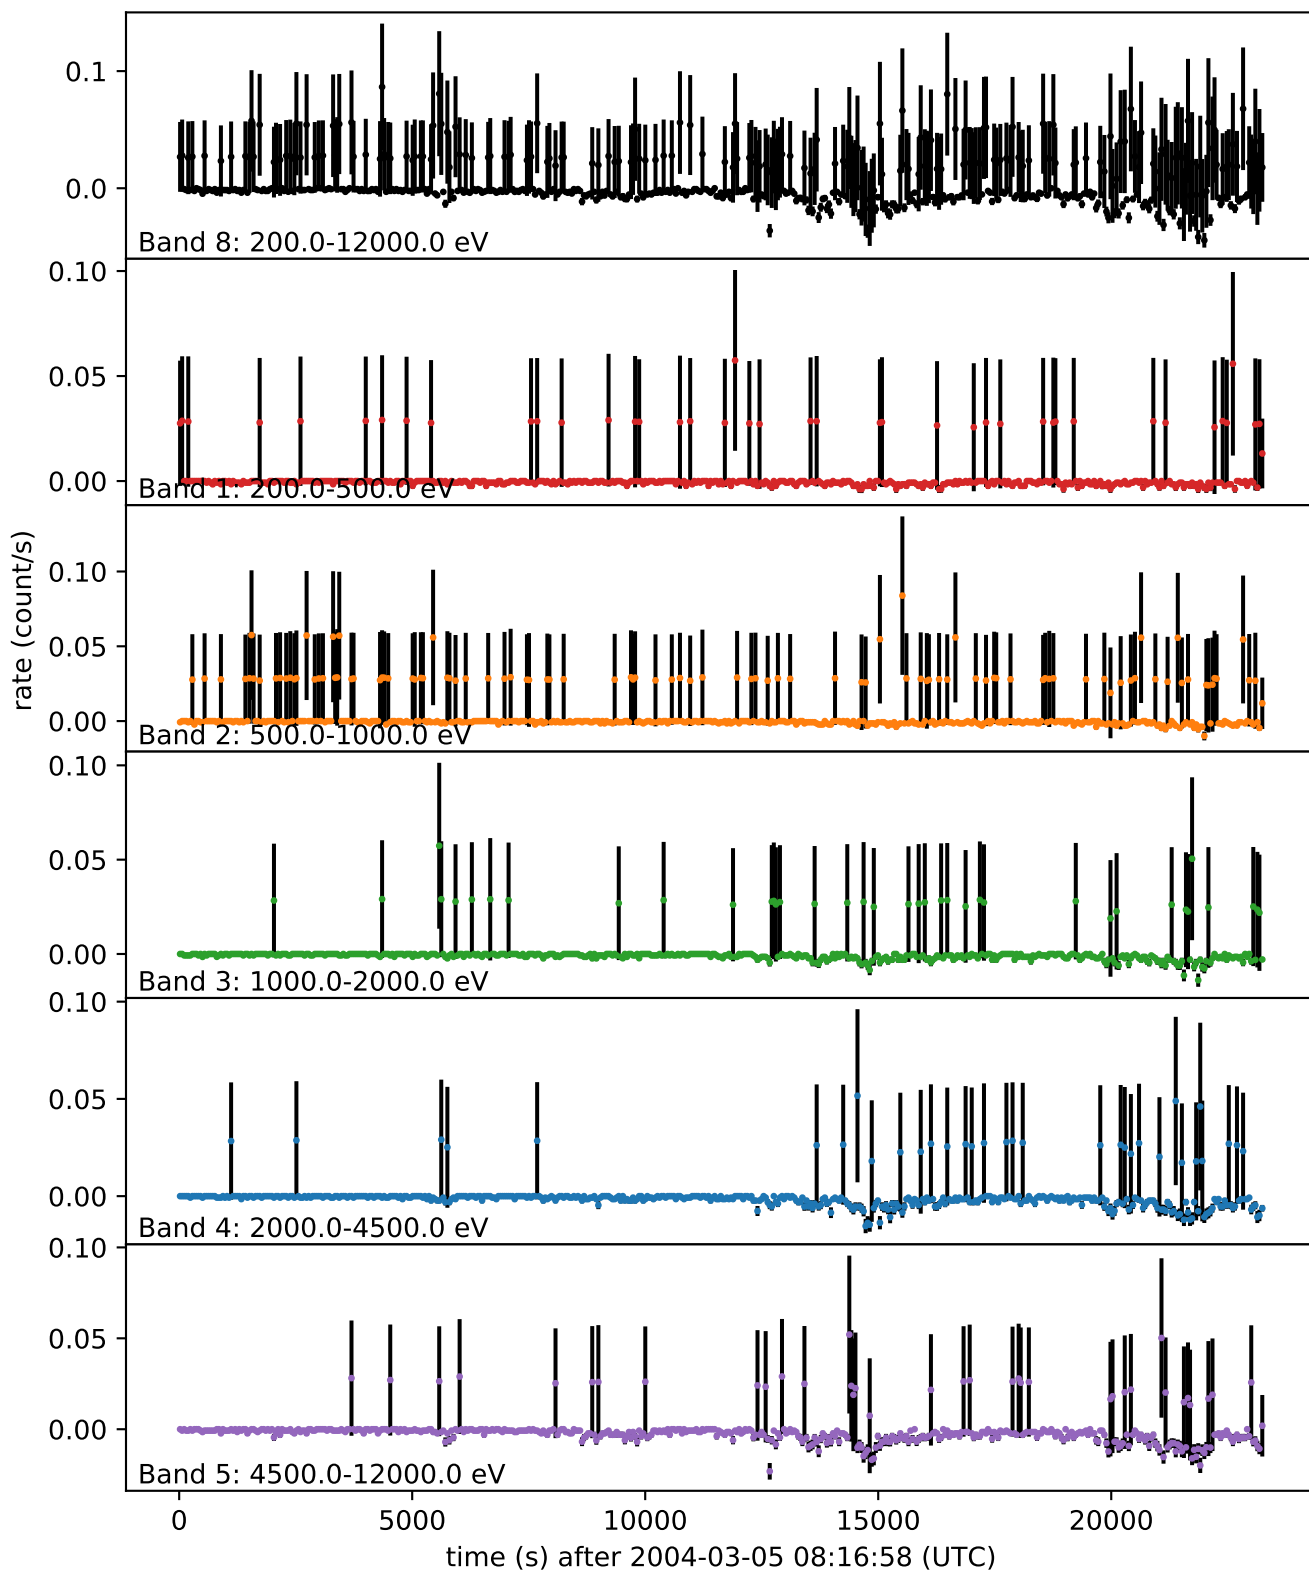 0.1
0.0
Band 8: 200.0-12000.0 eV
0.10
0.05
0.00
Band 1: 200.0-500.0 eV
0.10
0.05
0.00
Band 2: 500.0-1000.0 eV
rate (count/s)
0.10
0.05
0.00
Band 3: 1000.0-2000.0 eV
0.10
0.05
0.00
Band 4: 2000.0-4500.0 eV
0.10
0.05
0.00
Band 5: 4500.0-12000.0 eV
0 5000 10000 15000 20000
time (s) after 2004-03-05 08:16:58 (UTC)